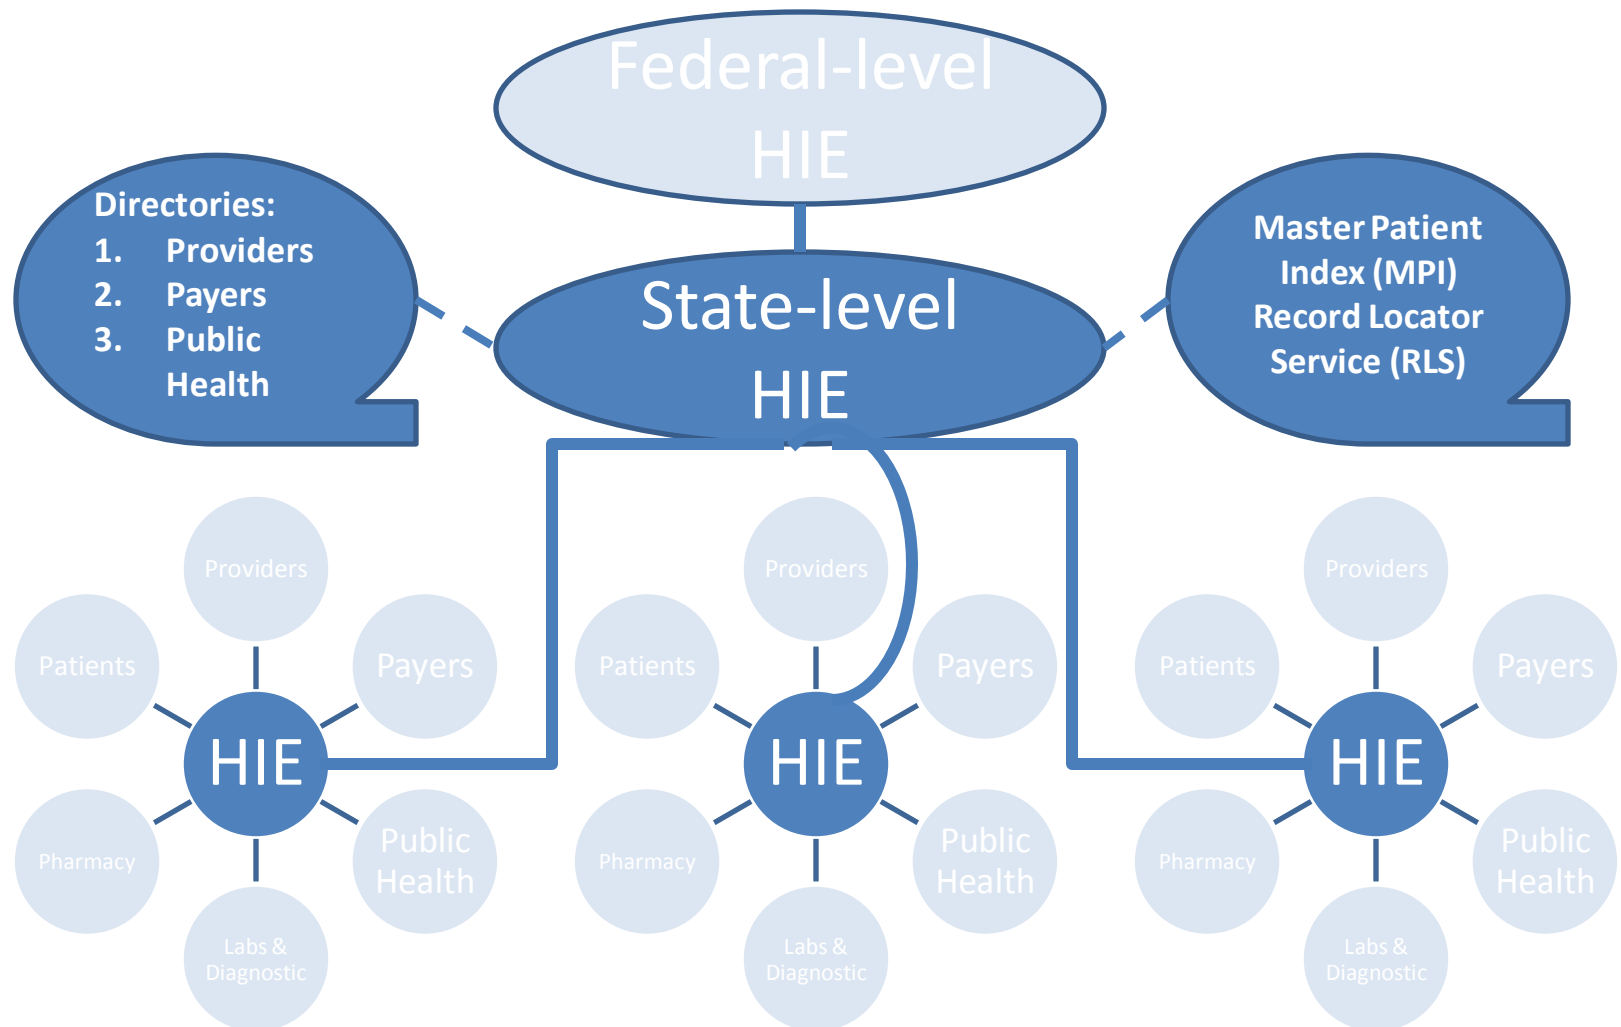 Federal-level
HIE
Directories:
1. Providers
2. Payers
3. Public
Health
State-level
HIE
Master Patient
Index (MPI)
Record Locator
Service (RLS)
Providers
Patients
Payers
HIE
Pharmacy
Public
Health
Labs &
Diagnostic
Providers
Patients
Payers
HIE
Pharmacy
Public
Health
Labs &
Diagnostic
Providers
Patients
Payers
HIE
Pharmacy
Public
Health
Labs &
Diagnostic